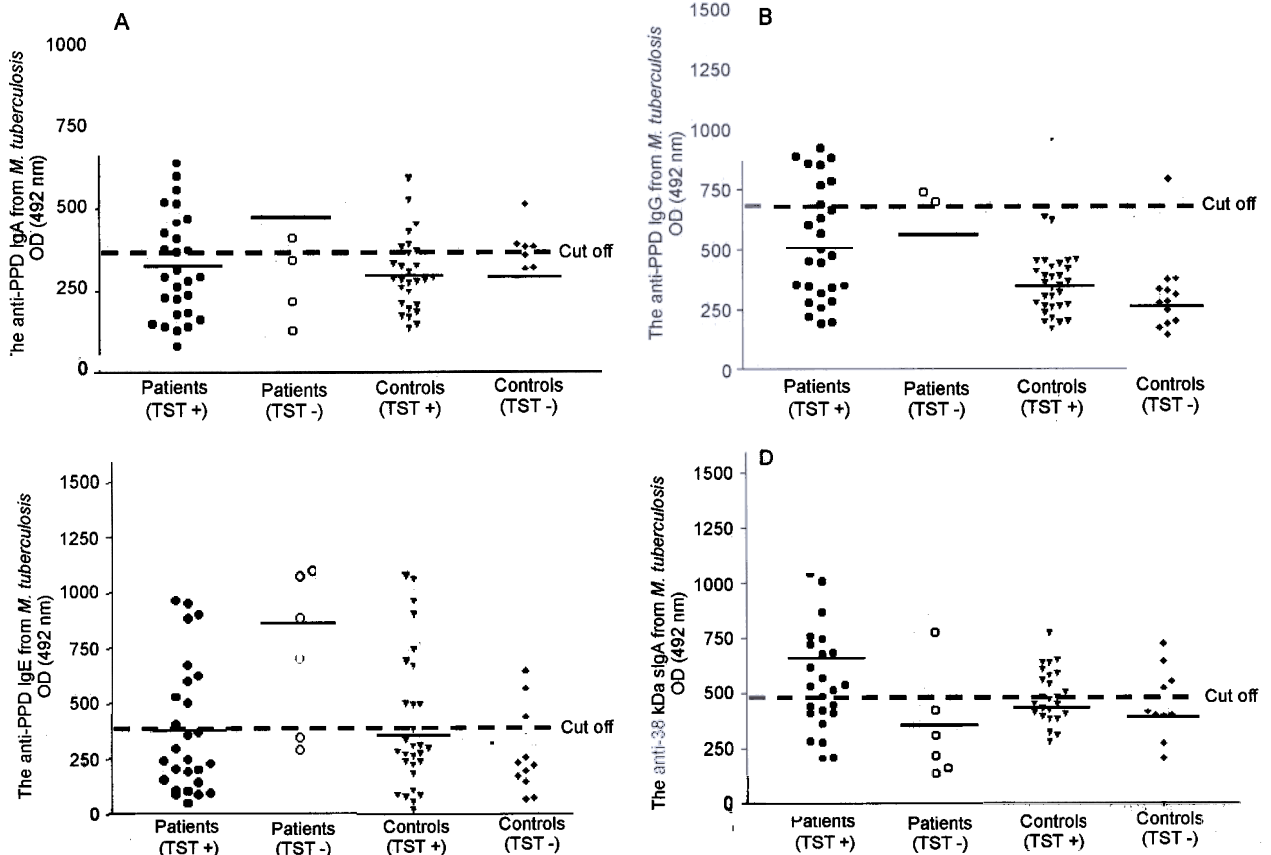 A
1000
750
500
250
0
he anti-PPD IgA from M. tuberculosis
OD (492 nm)
Cut off
Patients
(TST +)
Patients
(TST -)
Controls
(TST +)
Controls
(TST -)
B
1500
1250
1000
750
500
250
0
The anti-PPD IgG from M. tuberculosis
OD (492 nm)
Cut off
Patients
(TST +)
Patients
(TST -)
Controls
(TST +)
Controls
(TST -)
1500
1250
1000
750
500
250
0
The anti-PPD IgE from M. tuberculosis
OD (492 nm)
Cut off
Patients
(TST +)
Patients
(TST -)
Controls
(TST +)
Controls
(TST -)
D
1500
1250
1000
750
500
250
0
The anti-38 kDa sIgA from M. tuberculosis
OD (492 nm)
Cut off
Patients
(TST +)
Patients
(TST -)
Controls
(TST +)
Controls
(TST -)